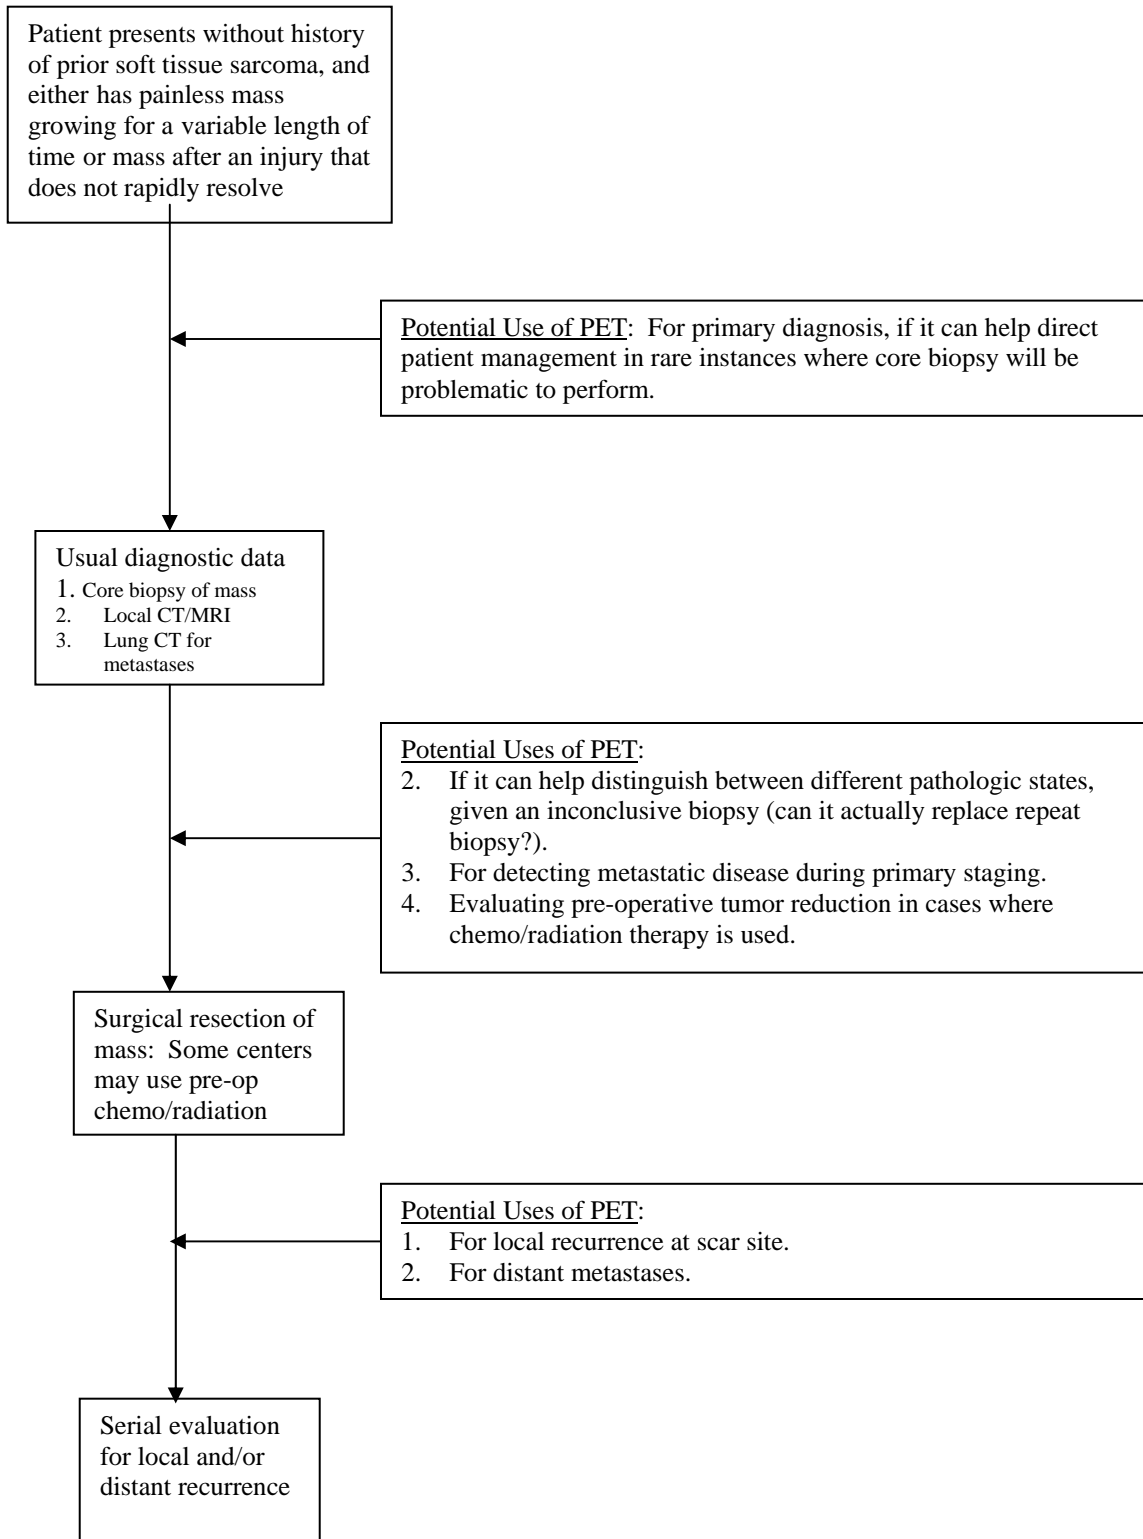 Patient presents without history
of prior soft tissue sarcoma, and
either has painless mass
growing for a variable length of
time or mass after an injury that
does not rapidly resolve
Potential Use of PET:  For primary diagnosis, if it can help direct
patient management in rare instances where core biopsy will be
problematic to perform.
Usual diagnostic data
1. Core biopsy of mass
2. Local CT/MRI
3. Lung CT for
metastases
Potential Uses of PET:
2. If it can help distinguish between different pathologic states,
given an inconclusive biopsy (can it actually replace repeat
biopsy?).
3. For detecting metastatic disease during primary staging.
4. Evaluating pre-operative tumor reduction in cases where
chemo/radiation therapy is used.
Surgical resection of
mass:  Some centers
may use pre-op
chemo/radiation
Potential Uses of PET:
1. For local recurrence at scar site.
2. For distant metastases.
Serial evaluation
for local and/or
distant recurrence